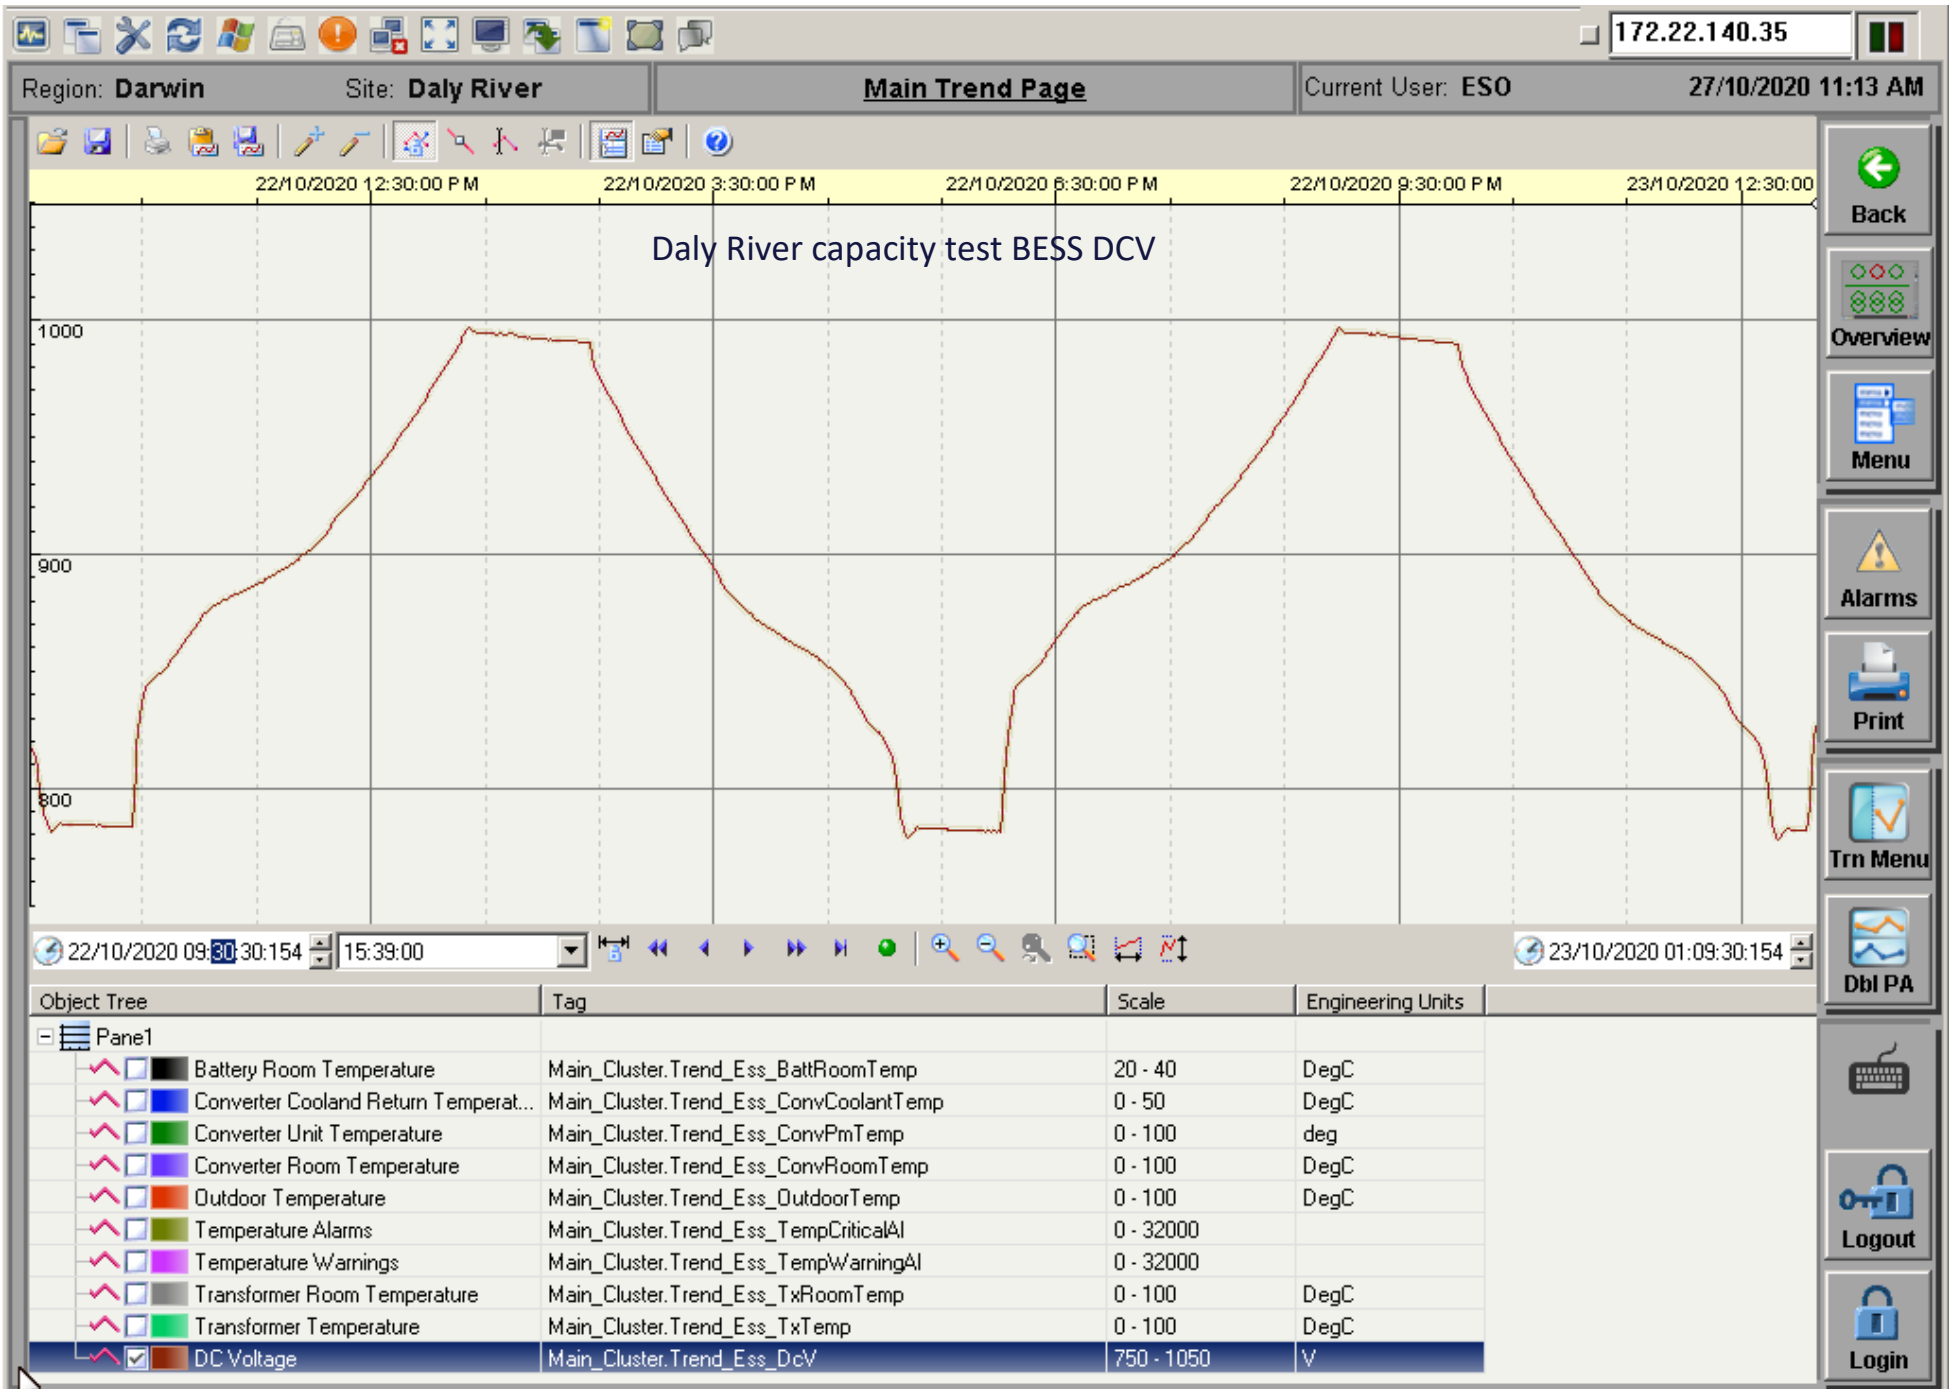 172.22.140.35
Region: Darwin Site: Daly River Main Trend Page Current User: ESO 27/10/2020 11:13 AM
22/10/2020 12:30:00 PM 22/10/2020 3:30:00 PM 22/10/2020 6:30:00 PM 22/10/2020 9:30:00 PM 23/10/2020 12:30:00
Daly River capacity test BESS DCV
1000
900
800
Back
Overview
Menu
Alarms
Print
Trn Menu
Dbl PA
22/10/2020 09:30:30:154 15:39:00 23/10/2020 01:09:30:154
Object Tree Tag Scale Engineering Units
Pane1
Battery Room Temperature Main_Cluster.Trend_Ess_BattRoomTemp 20 - 40 DegC
Converter Cooland Return Temperat... Main_Cluster.Trend_Ess_ConvCoolantTemp 0 - 50 DegC
Converter Unit Temperature Main_Cluster.Trend_Ess_ConvPmTemp 0 - 100 deg
Converter Room Temperature Main_Cluster.Trend_Ess_ConvRoomTemp 0 - 100 DegC
Outdoor Temperature Main_Cluster.Trend_Ess_OutdoorTemp 0 - 100 DegC
Temperature Alarms Main_Cluster.Trend_Ess_TempCriticalAl 0 - 32000
Temperature Warnings Main_Cluster.Trend_Ess_TempWarningAl 0 - 32000
Transformer Room Temperature Main_Cluster.Trend_Ess_TxRoomTemp 0 - 100 DegC
Transformer Temperature Main_Cluster.Trend_Ess_TxTemp 0 - 100 DegC
DC Voltage Main_Cluster.Trend_Ess_DcV 750 - 1050 V
Logout
Login